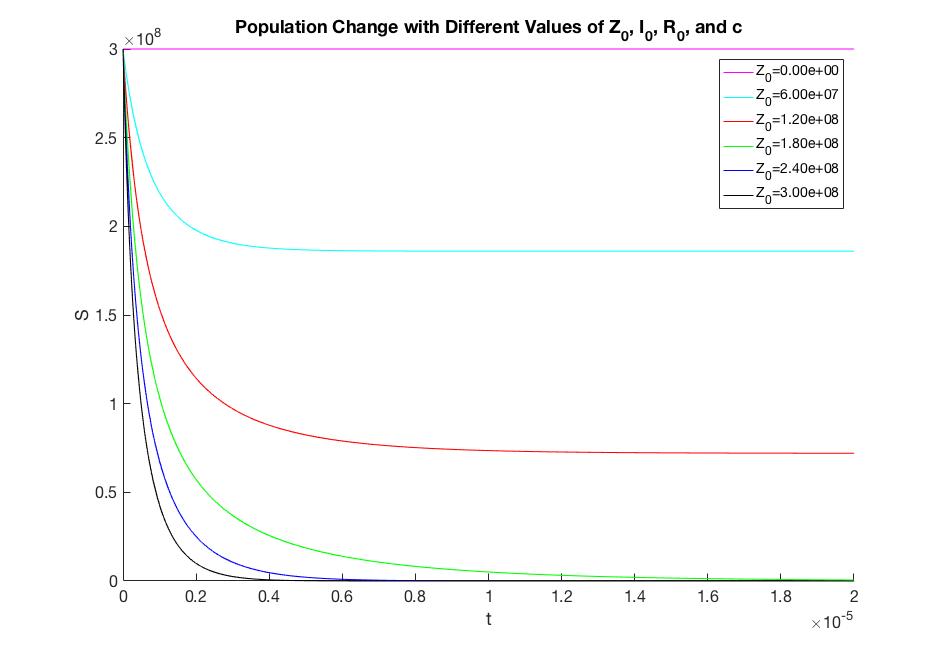 Population Change with Different Values of Z₀, I₀, R₀, and c
×10⁸
3
2.5
2
1.5
1
0.5
0
S
0 0.2 0.4 0.6 0.8 1 1.2 1.4 1.6 1.8 2
t
×10⁻⁵
Z₀=0.00e+00
Z₀=6.00e+07
Z₀=1.20e+08
Z₀=1.80e+08
Z₀=2.40e+08
Z₀=3.00e+08